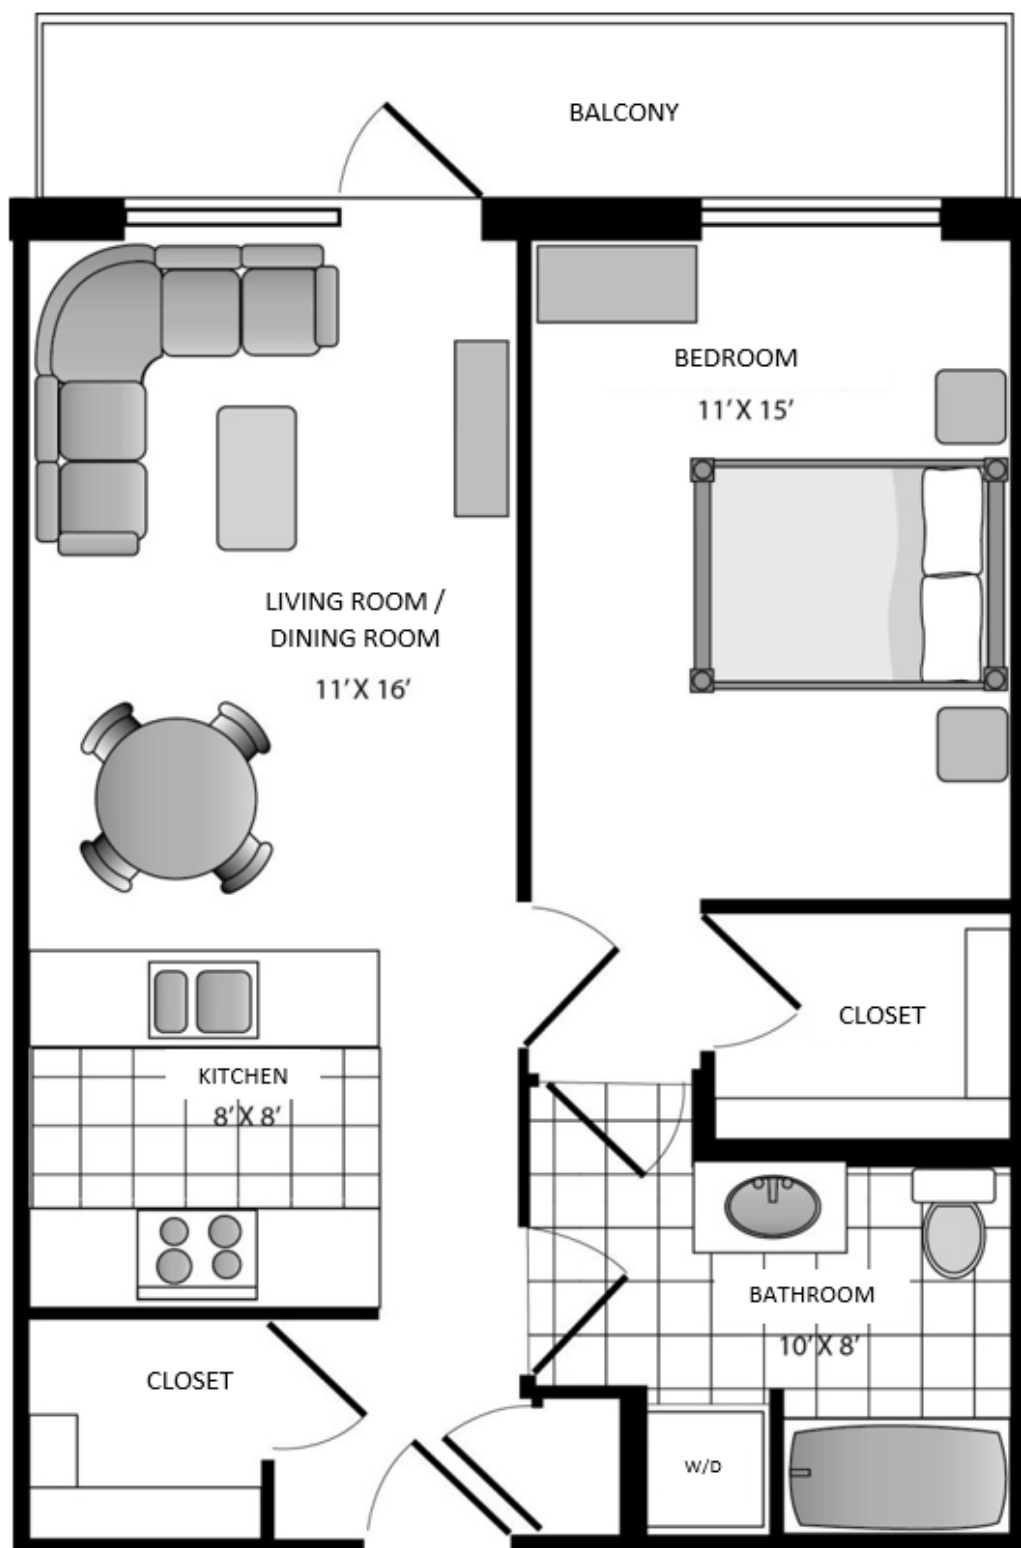 BALCONY
BEDROOM
11' X 15'
LIVING ROOM /
DINING ROOM
11' X 16'
CLOSET
KITCHEN
8' X 8'
BATHROOM
10' X 8'
CLOSET
W/D